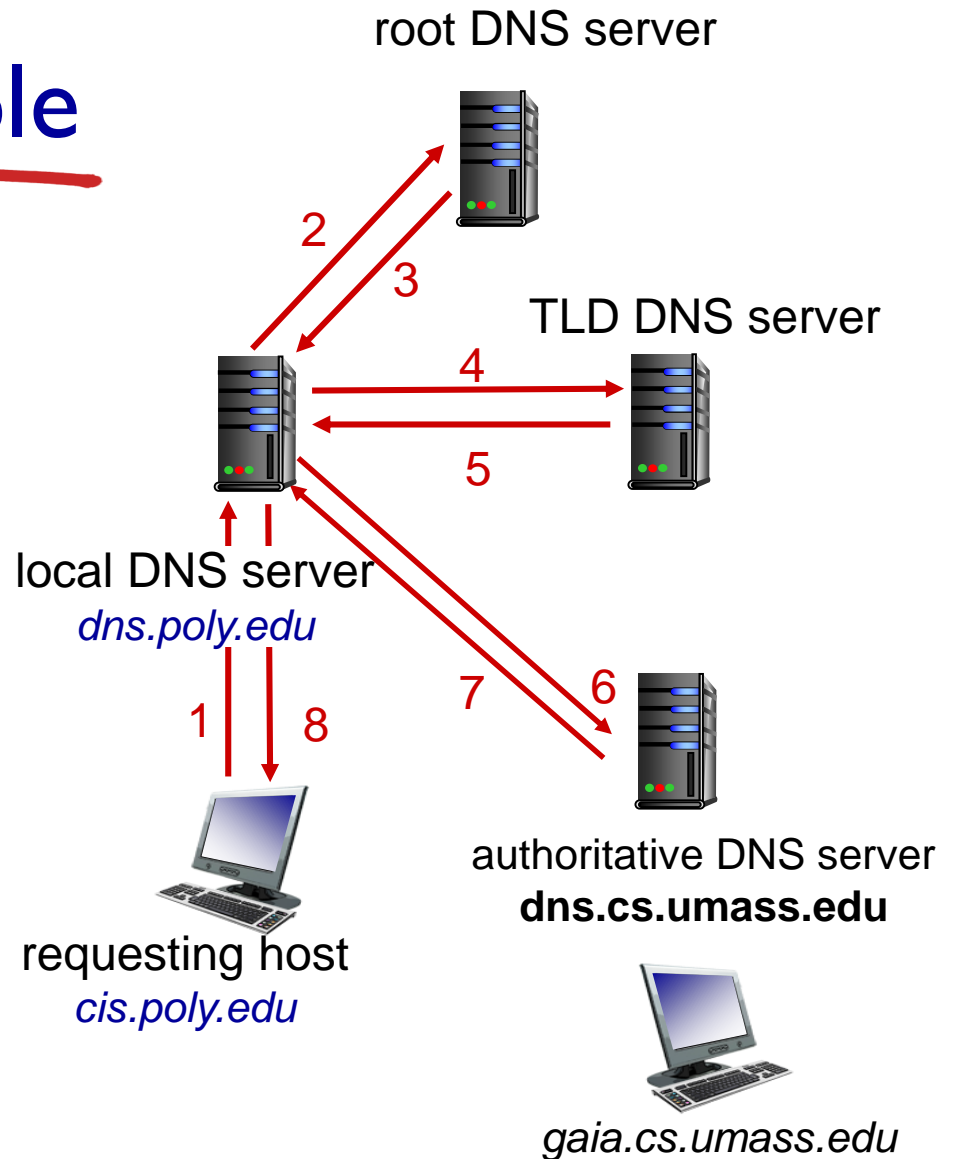 root DNS server
2
3
TLD DNS server
4
5
local DNS server
dns.poly.edu
1
8
7
6
requesting host
cis.poly.edu
authoritative DNS server
dns.cs.umass.edu
gaia.cs.umass.edu